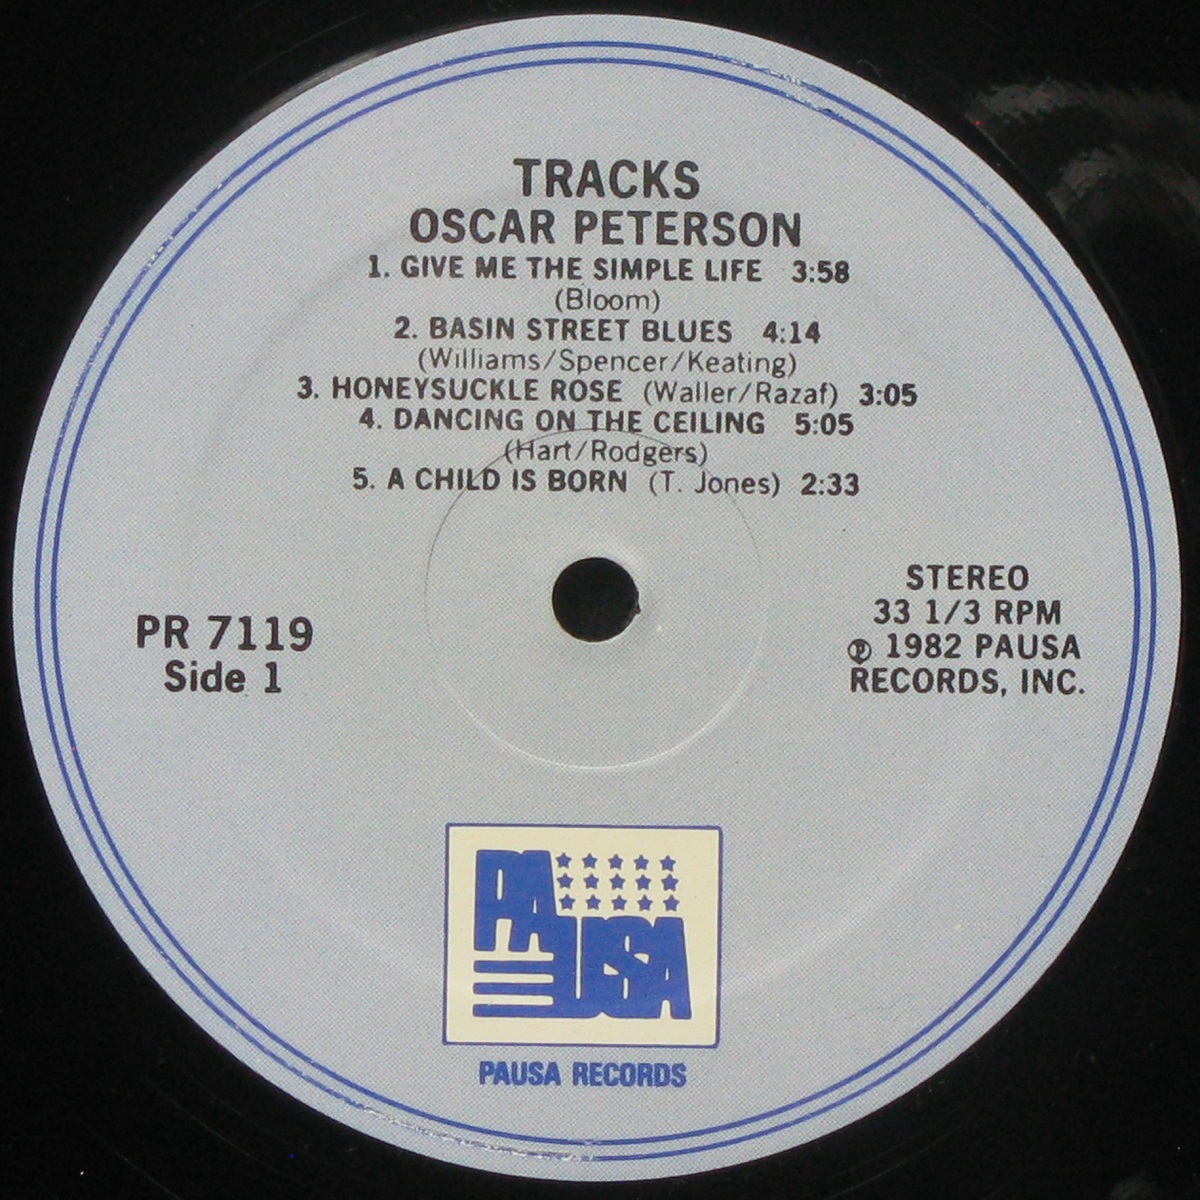 TRACKS
OSCAR PETERSON
1. GIVE ME THE SIMPLE LIFE 3:58
(Bloom)
2. BASIN STREET BLUES 4:14
(Williams/Spencer/Keating)
3. HONEYSUCKLE ROSE (Waller/Razaf) 3:05
4. DANCING ON THE CEILING 5:05
(Hart/Rodgers)
5. A CHILD IS BORN (T. Jones) 2:33
PR 7119
Side 1
STEREO
33 1/3 RPM
℗ 1982 PAUSA
RECORDS, INC.
PAUSA
PAUSA RECORDS